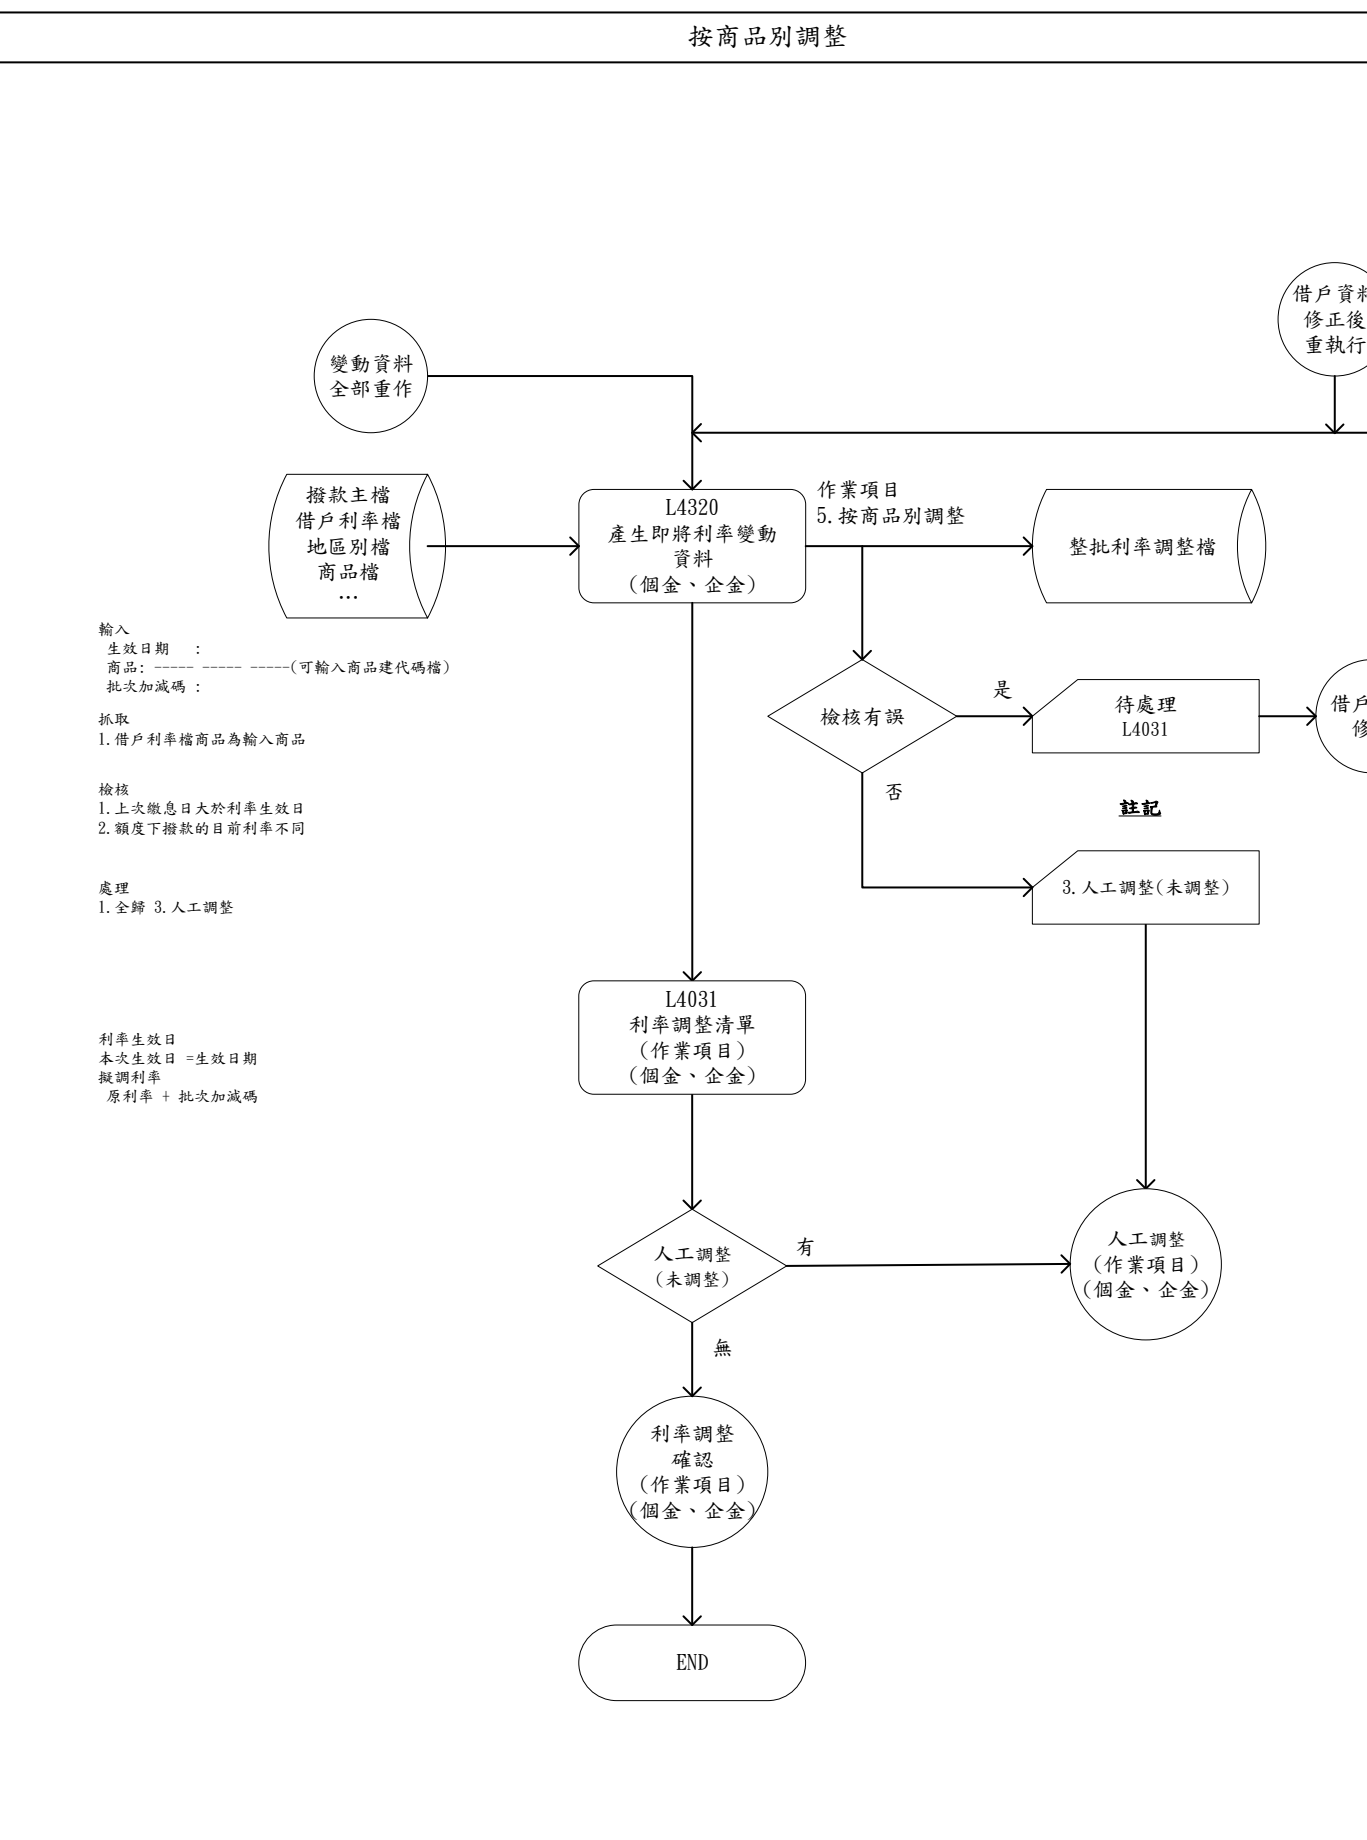 按商品別調整
借戶資料
修正後
重執行
變動資料
全部重作
撥款主檔
借戶利率檔
地區別檔
商品檔
...
L4320
產生即將利率變動
資料
(個金、企金)
作業項目
5.按商品別調整
整批利率調整檔
輸入
生效日期　:
商品: ----- ----- -----(可輸入商品建代碼檔)
批次加減碼 :
抓取
1.借戶利率檔商品為輸入商品
檢核
1.上次繳息日大於利率生效日
2.額度下撥款的目前利率不同
處理
1.全歸 3.人工調整
利率生效日
本次生效日 =生效日期
擬調利率
原利率 + 批次加減碼
檢核有誤
是
否
待處理
L4031
借戶
修
註記
3.人工調整(未調整)
L4031
利率調整清單
(作業項目)
(個金、企金)
人工調整
(未調整)
有
無
人工調整
(作業項目)
(個金、企金)
利率調整
確認
(作業項目)
(個金、企金)
END